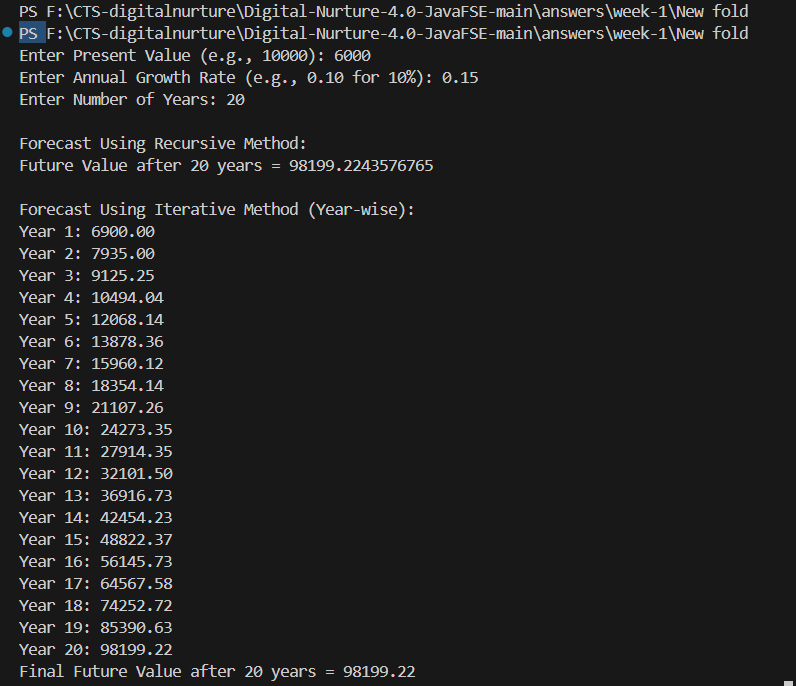 PS F:\CTS-digitalnurture\Digital-Nurture-4.0-JavaFSE-main\answers\week-1\New fold
PS F:\CTS-digitalnurture\Digital-Nurture-4.0-JavaFSE-main\answers\week-1\New fold
Enter Present Value (e.g., 10000): 6000
Enter Annual Growth Rate (e.g., 0.10 for 10%): 0.15
Enter Number of Years: 20
Forecast Using Recursive Method:
Future Value after 20 years = 98199.2243576765
Forecast Using Iterative Method (Year-wise):
Year 1: 6900.00
Year 2: 7935.00
Year 3: 9125.25
Year 4: 10494.04
Year 5: 12068.14
Year 6: 13878.36
Year 7: 15960.12
Year 8: 18354.14
Year 9: 21107.26
Year 10: 24273.35
Year 11: 27914.35
Year 12: 32101.50
Year 13: 36916.73
Year 14: 42454.23
Year 15: 48822.37
Year 16: 56145.73
Year 17: 64567.58
Year 18: 74252.72
Year 19: 85390.63
Year 20: 98199.22
Final Future Value after 20 years = 98199.22